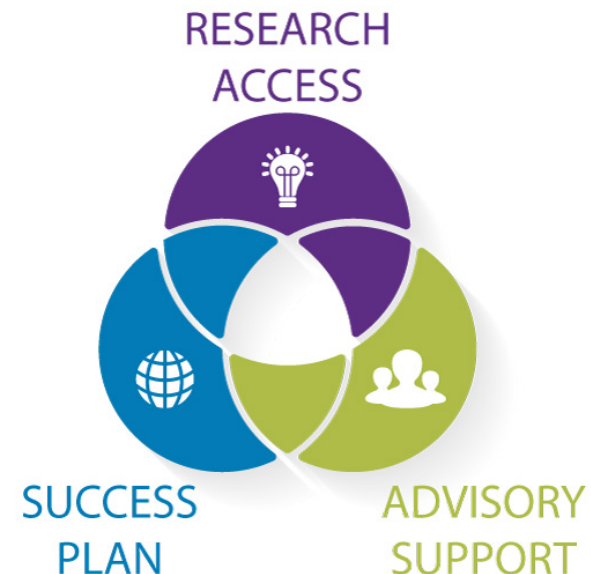 RESEARCH
ACCESS
SUCCESS
PLAN
ADVISORY
SUPPORT